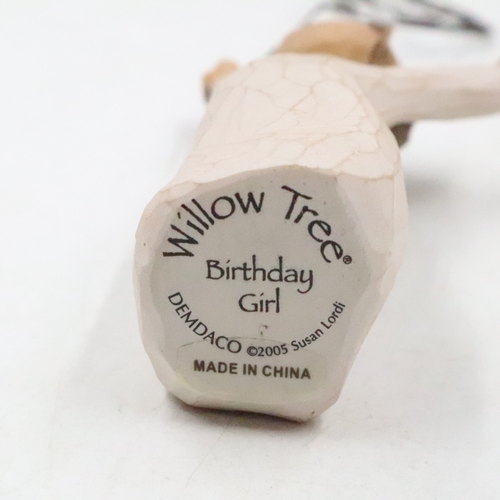 Willow Tree®
Birthday
Girl
DEMDACO ©2005 Susan Lordi
MADE IN CHINA